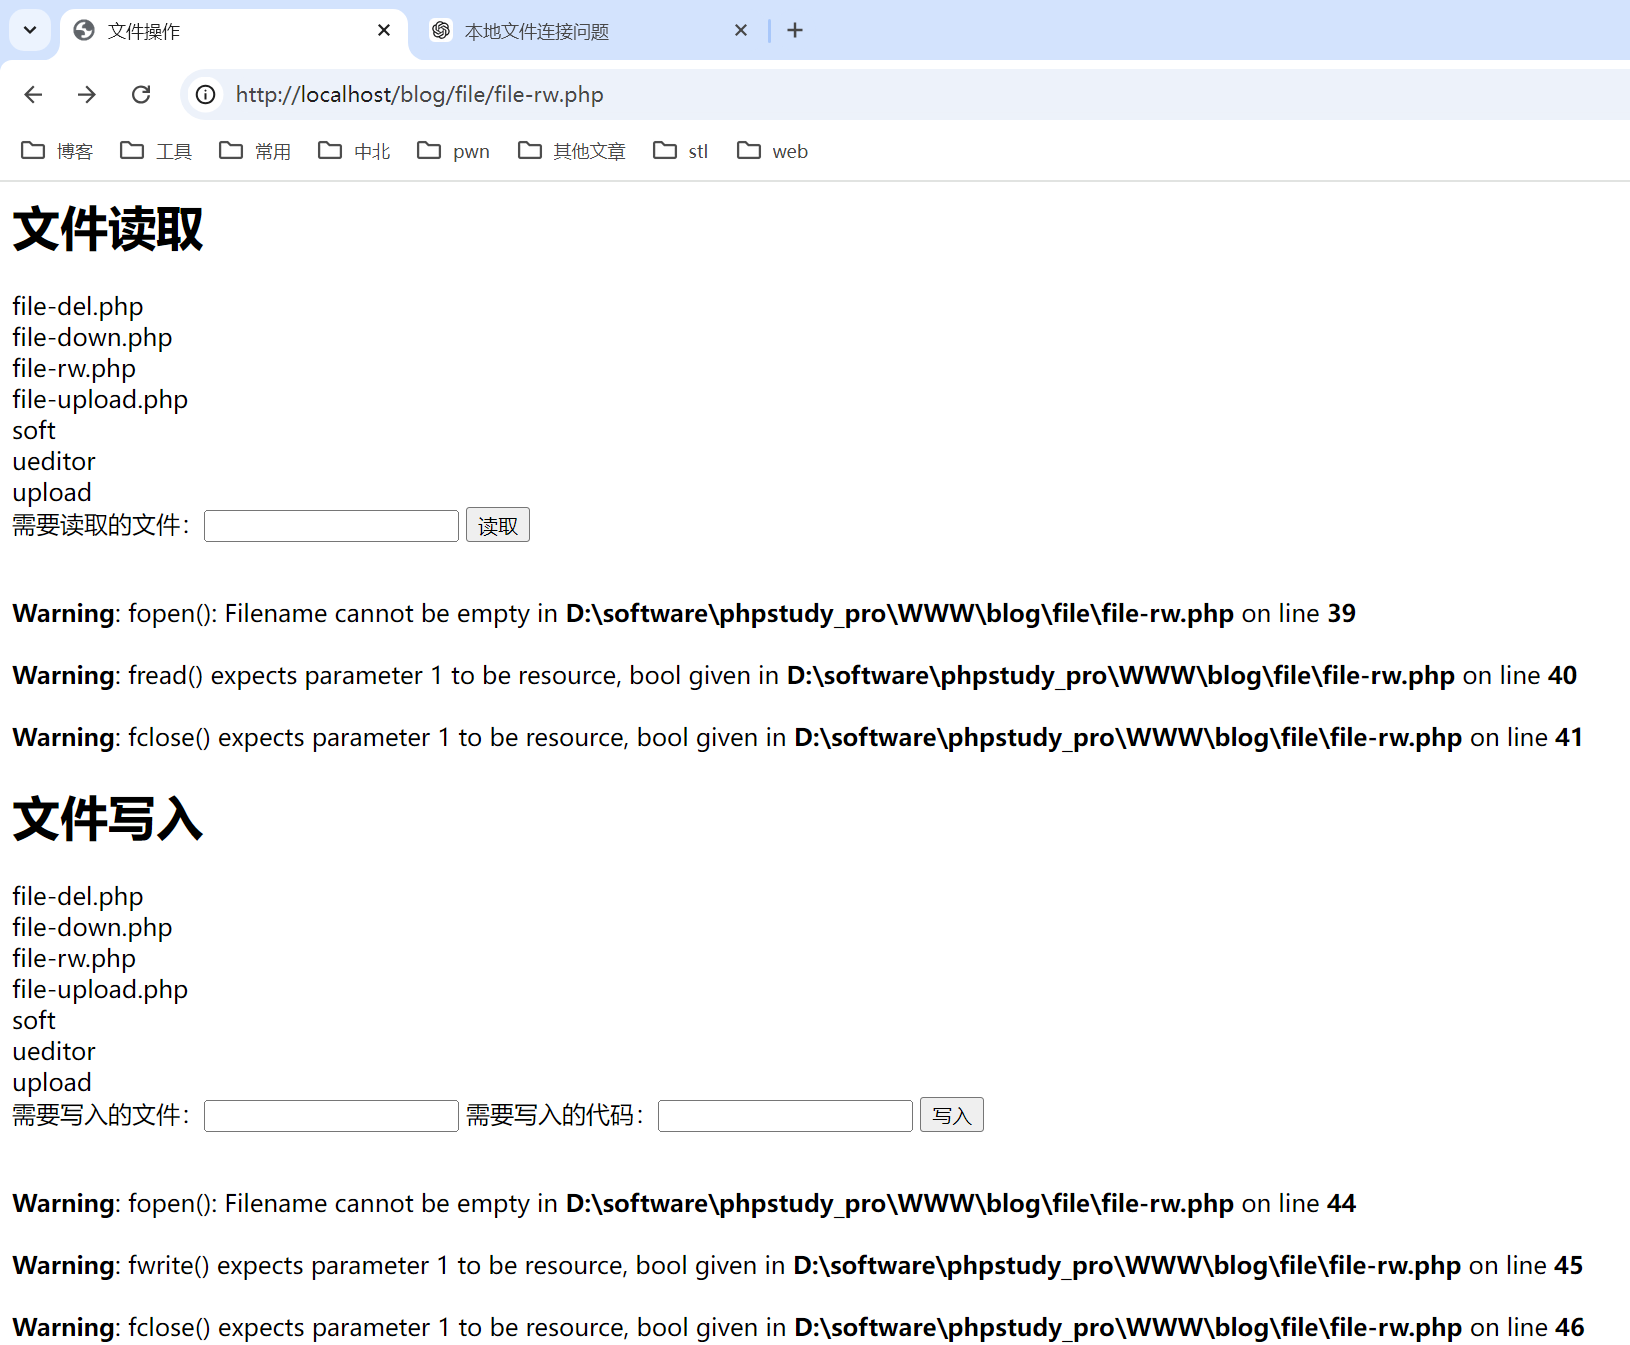 文件操作
本地文件连接问题
http://localhost/blog/file/file-rw.php
博客 工具 常用 中北 pwn 其他文章 stl web
文件读取
file-del.php
file-down.php
file-rw.php
file-upload.php
soft
ueditor
upload
需要读取的文件： 读取
Warning: fopen(): Filename cannot be empty in D:\software\phpstudy_pro\WWW\blog\file\file-rw.php on line 39
Warning: fread() expects parameter 1 to be resource, bool given in D:\software\phpstudy_pro\WWW\blog\file\file-rw.php on line 40
Warning: fclose() expects parameter 1 to be resource, bool given in D:\software\phpstudy_pro\WWW\blog\file\file-rw.php on line 41
文件写入
file-del.php
file-down.php
file-rw.php
file-upload.php
soft
ueditor
upload
需要写入的文件： 需要写入的代码： 写入
Warning: fopen(): Filename cannot be empty in D:\software\phpstudy_pro\WWW\blog\file\file-rw.php on line 44
Warning: fwrite() expects parameter 1 to be resource, bool given in D:\software\phpstudy_pro\WWW\blog\file\file-rw.php on line 45
Warning: fclose() expects parameter 1 to be resource, bool given in D:\software\phpstudy_pro\WWW\blog\file\file-rw.php on line 46